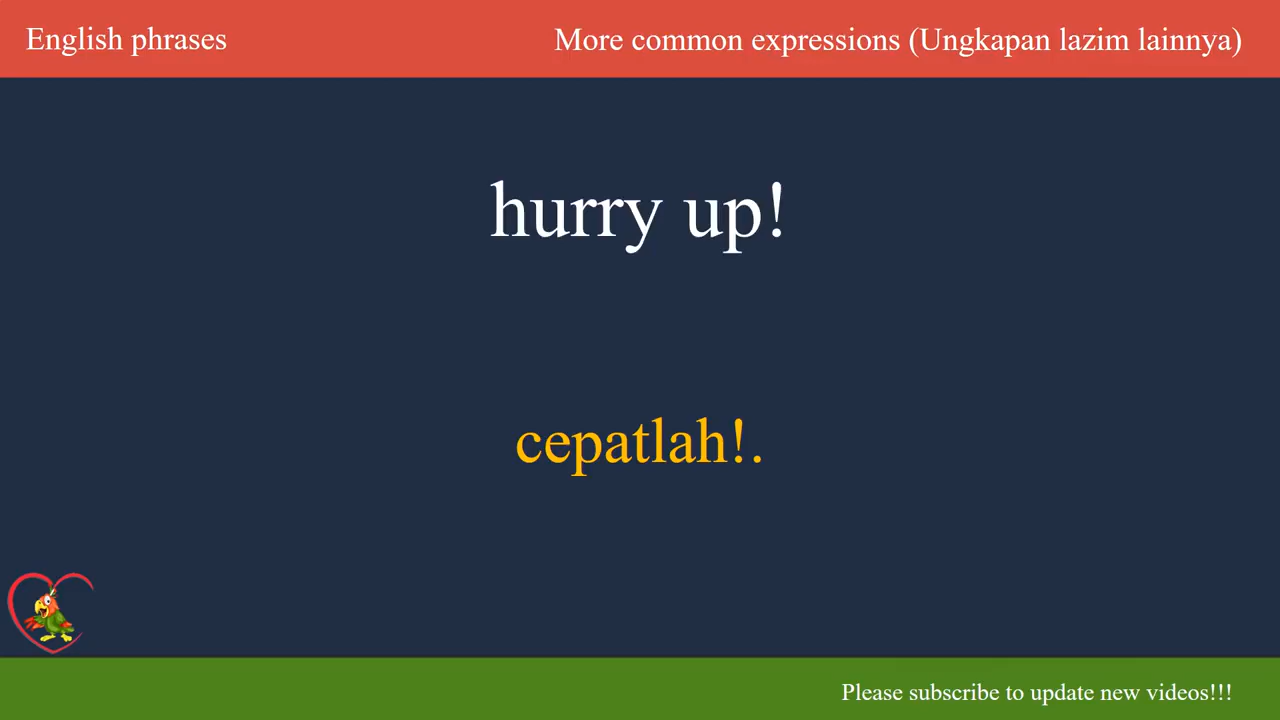 English phrases
More common expressions (Ungkapan lazim lainnya)
hurry up!
cepatlah!.
Please subscribe to update new videos!!!